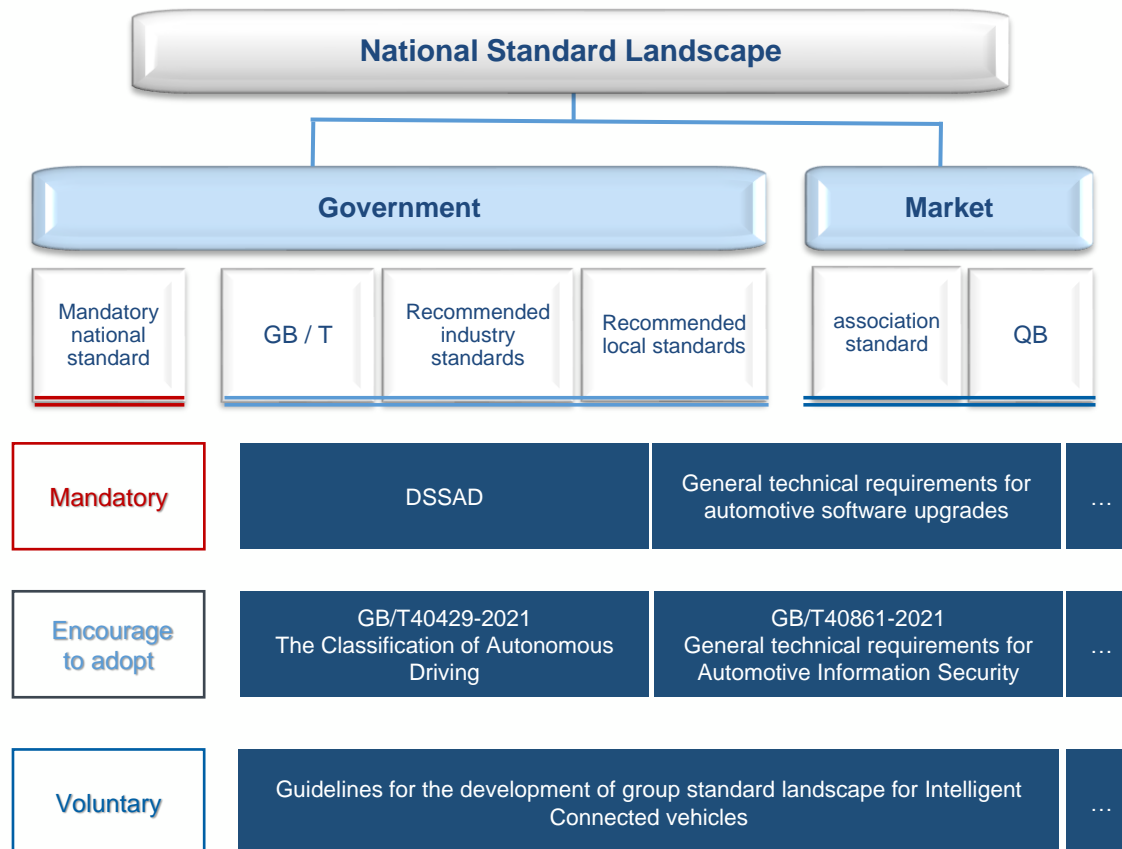 National Standard Landscape
Government
Market
Mandatory
national
standard
GB / T
Recommended
industry
standards
Recommended
local standards
association
standard
QB
Mandatory
DSSAD
General technical requirements for
automotive software upgrades
…
Encourage
to adopt
GB/T40429-2021
The Classification of Autonomous
Driving
GB/T40861-2021
General technical requirements for
Automotive Information Security
…
Voluntary
Guidelines for the development of group standard landscape for Intelligent
Connected vehicles
…